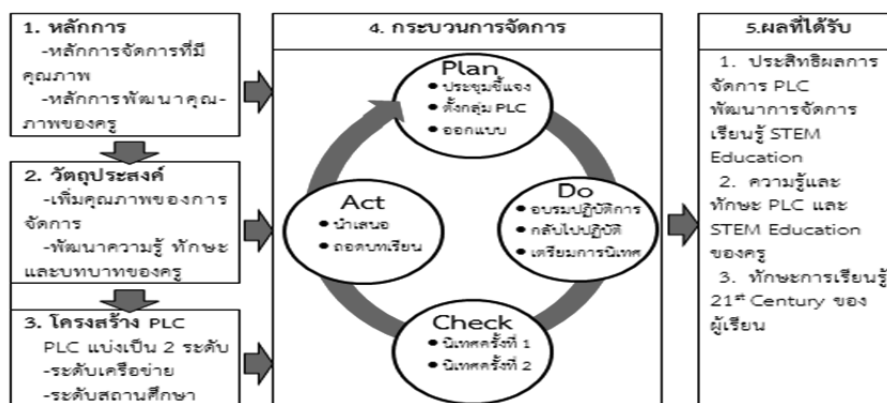 1. หลักการ
-หลักการจัดการที่มี
คุณภาพ
-หลักการพัฒนาคุณ-
ภาพของครู
2. วัตถุประสงค์
-เพิ่มคุณภาพของการ
จัดการ
-พัฒนาความรู้ ทักษะ
และบทบาทของครู
3. โครงสร้าง PLC
PLC แบ่งเป็น 2 ระดับ
-ระดับเครือข่าย
-ระดับสถานศึกษา
4. กระบวนการจัดการ
Plan
• ประชุมชี้แจง
• ตั้งกลุ่ม PLC
• ออกแบบ
Do
• อบรมปฏิบัติการ
• กลับไปปฏิบัติ
• เตรียมการนิเทศ
Check
• นิเทศครั้งที่ 1
• นิเทศครั้งที่ 2
Act
• นำเสนอ
• ถอดบทเรียน
5.ผลที่ได้รับ
1. ประสิทธิผลการ
จัดการ PLC
พัฒนาการจัดการ
เรียนรู้ STEM
Education
2. ความรู้และ
ทักษะ PLC และ
STEM Education
ของครู
3. ทักษะการเรียนรู้
21st Century ของ
ผู้เรียน